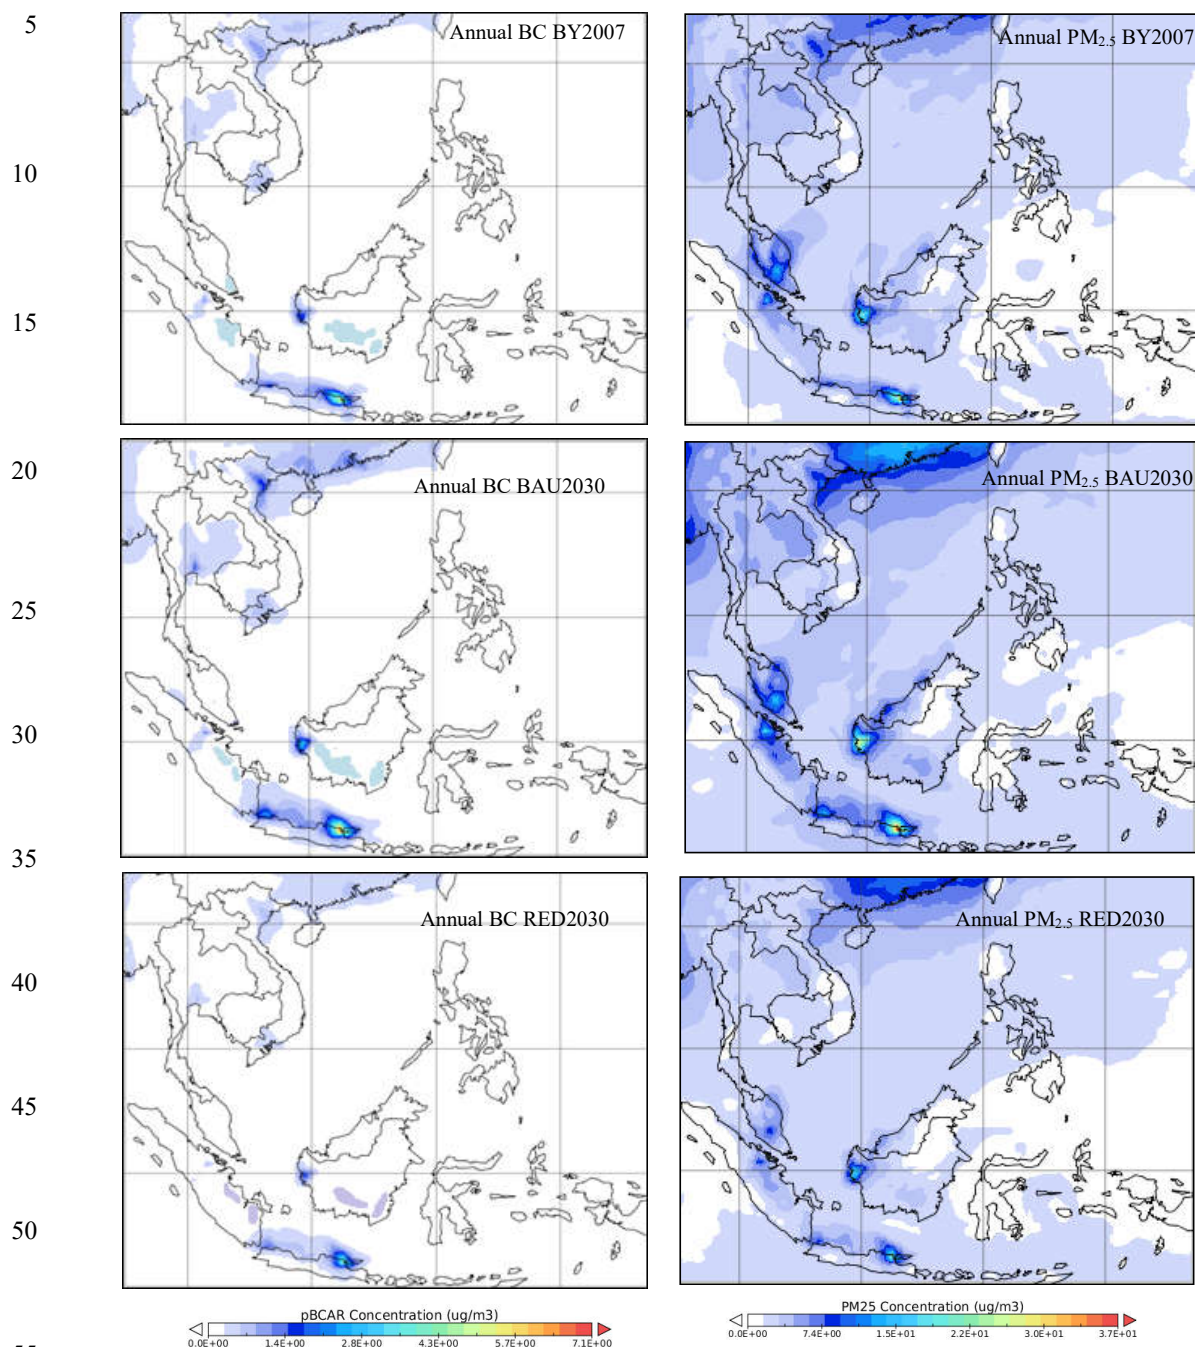 5
Annual BC BY2007
Annual PM2.5 BY2007
10
15
20
Annual BC BAU2030
Annual PM2.5 BAU2030
25
30
35
Annual BC RED2030
Annual PM2.5 RED2030
40
45
50
pBCAR Concentration (ug/m3)
0.0E+00 1.4E+00 2.8E+00 4.3E+00 5.7E+00 7.1E+00
PM25 Concentration (ug/m3)
0.0E+00 7.4E+00 1.5E+01 2.2E+01 3.0E+01 3.7E+01